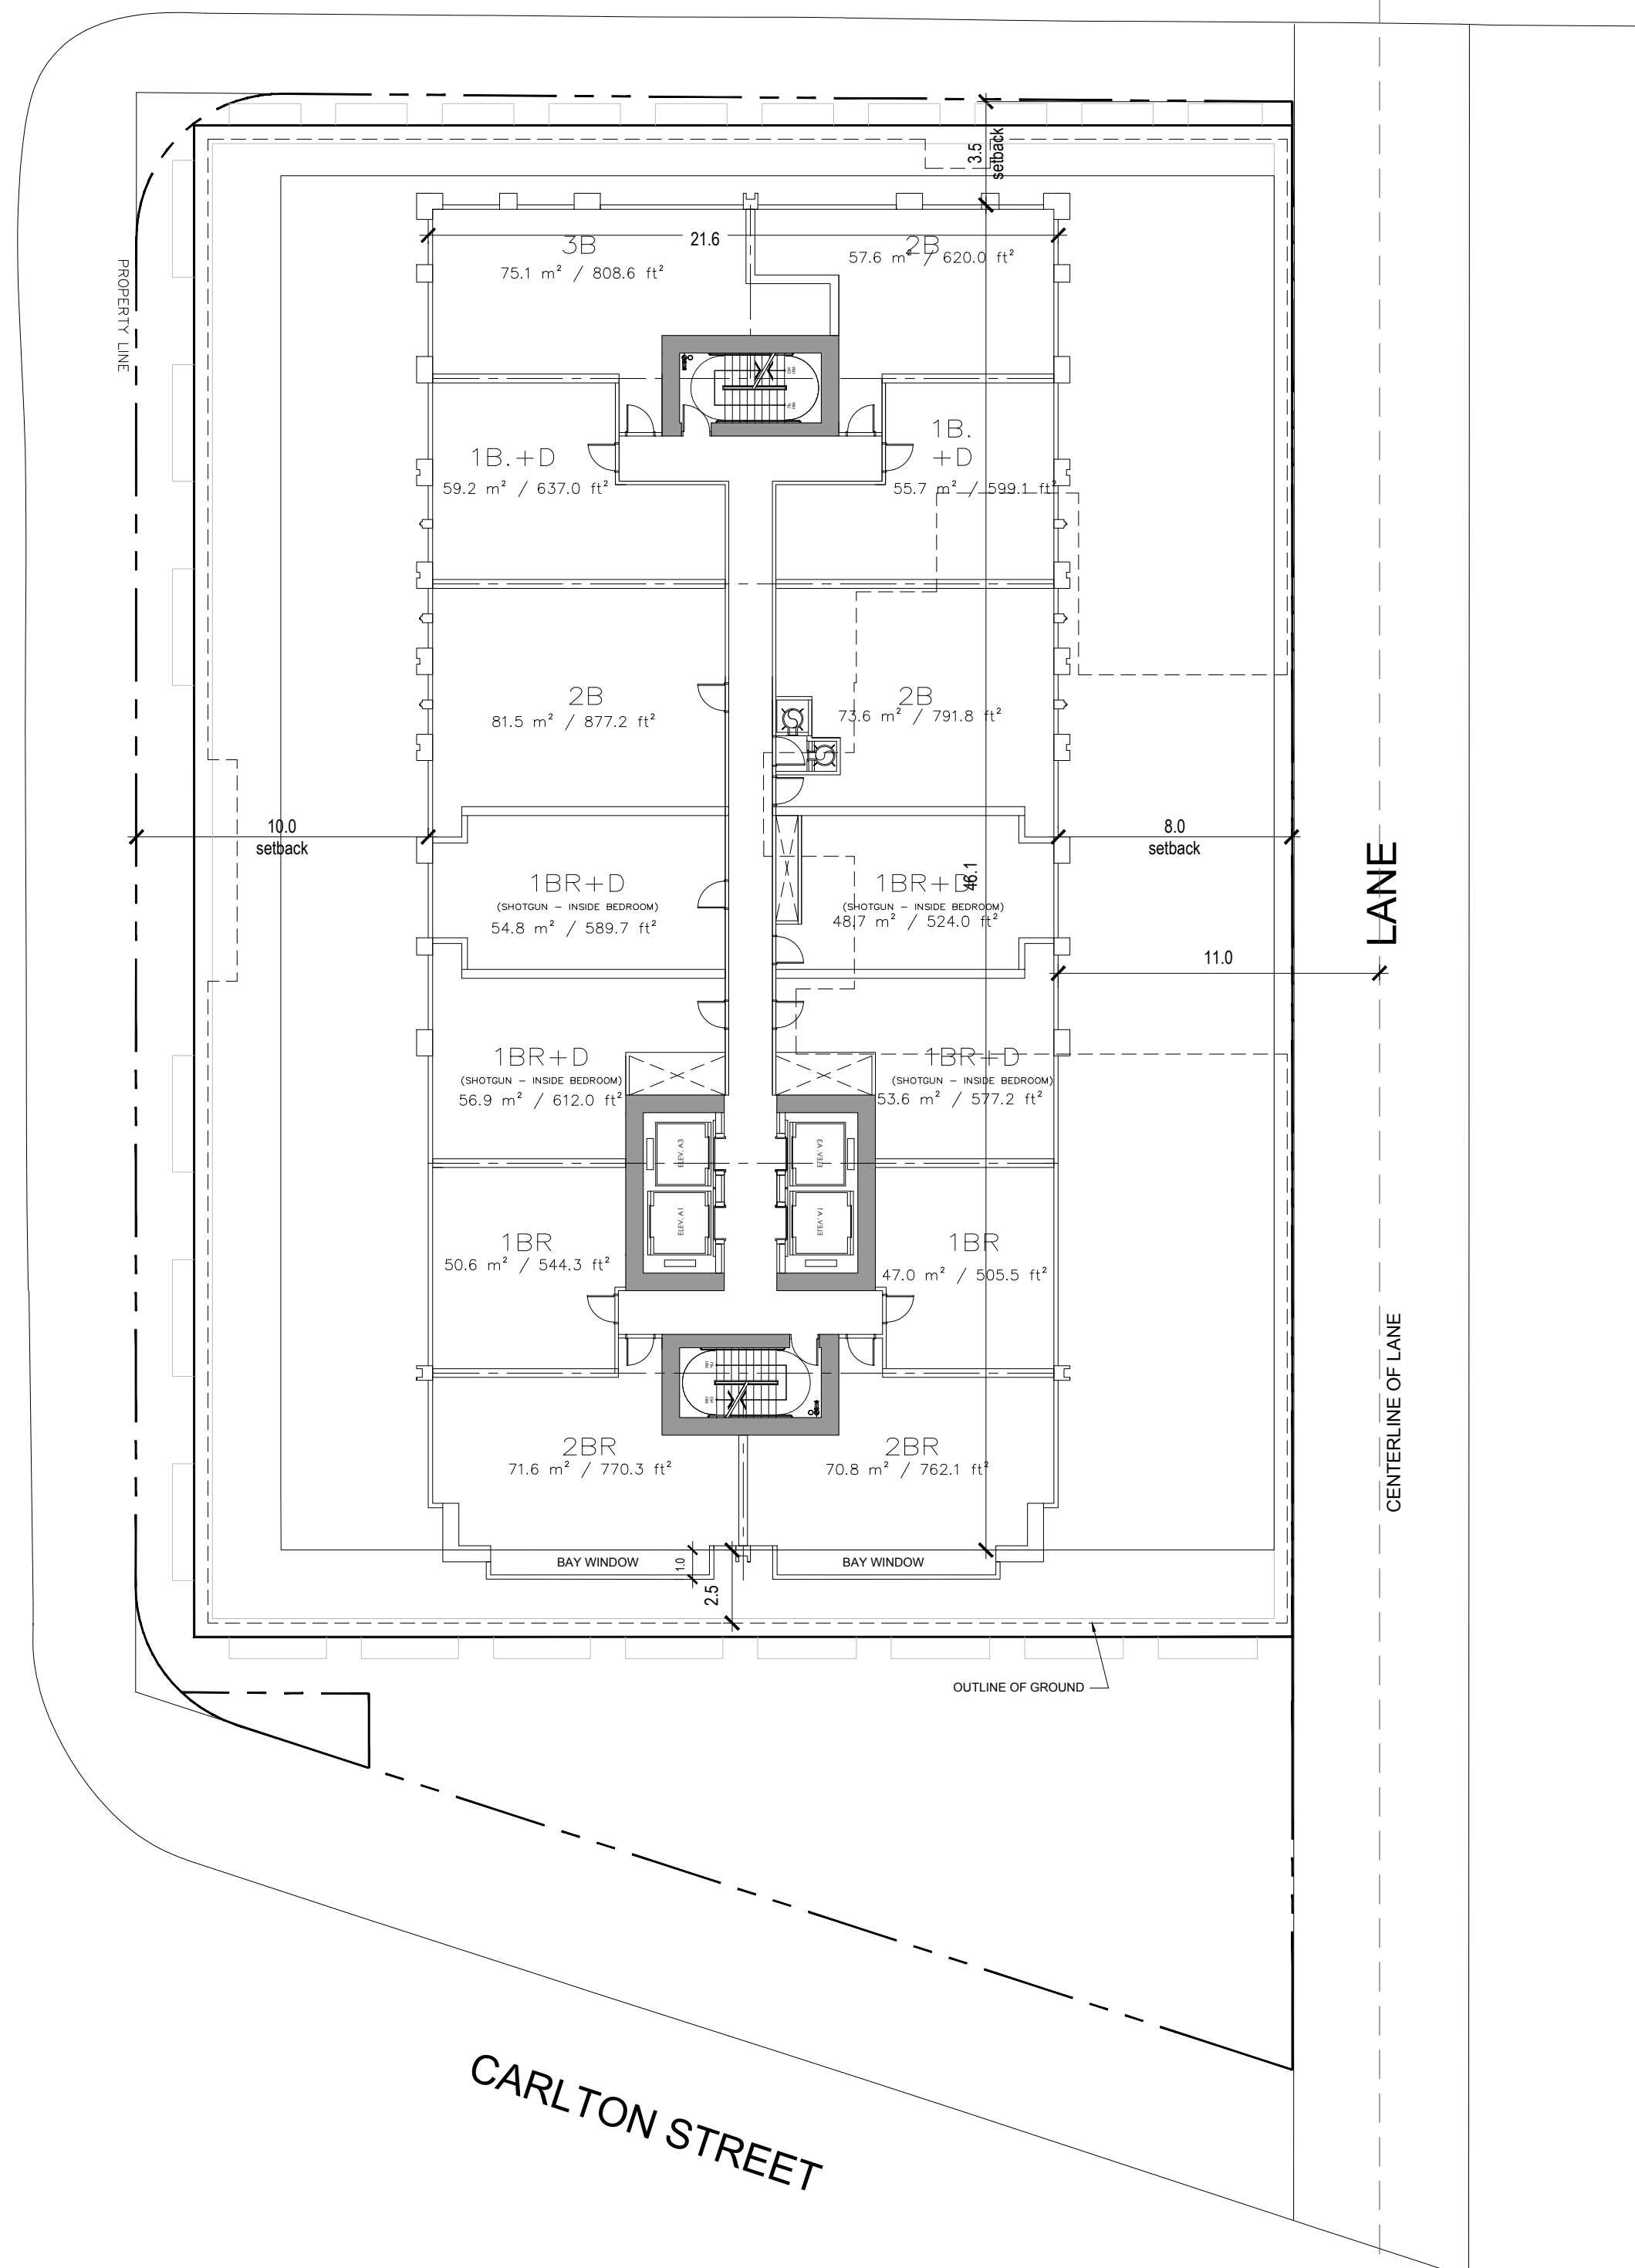 3.5
setback
PROPERTY LINE
21.6
3B
75.1 m² / 808.6 ft²
2B
57.6 m² / 620.0 ft²
1B.+D
59.2 m² / 637.0 ft²
1B.
+D
55.7 m² / 599.1 ft²
2B
81.5 m² / 877.2 ft²
2B
73.6 m² / 791.8 ft²
10.0
setback
8.0
setback
1BR+D
(SHOTGUN – INSIDE BEDROOM)
54.8 m² / 589.7 ft²
1BR+D
(SHOTGUN – INSIDE BEDROOM)
48.7 m² / 524.0 ft²
46.1
LANE
11.0
1BR+D
(SHOTGUN – INSIDE BEDROOM)
56.9 m² / 612.0 ft²
1BR+D
(SHOTGUN – INSIDE BEDROOM)
53.6 m² / 577.2 ft²
ELEV. A3
ELEV. A3
ELEV. A1
ELEV. A1
1BR
50.6 m² / 544.3 ft²
1BR
47.0 m² / 505.5 ft²
CENTERLINE OF LANE
2BR
71.6 m² / 770.3 ft²
2BR
70.8 m² / 762.1 ft²
BAY WINDOW
1.0
BAY WINDOW
2.5
OUTLINE OF GROUND
CARLTON STREET